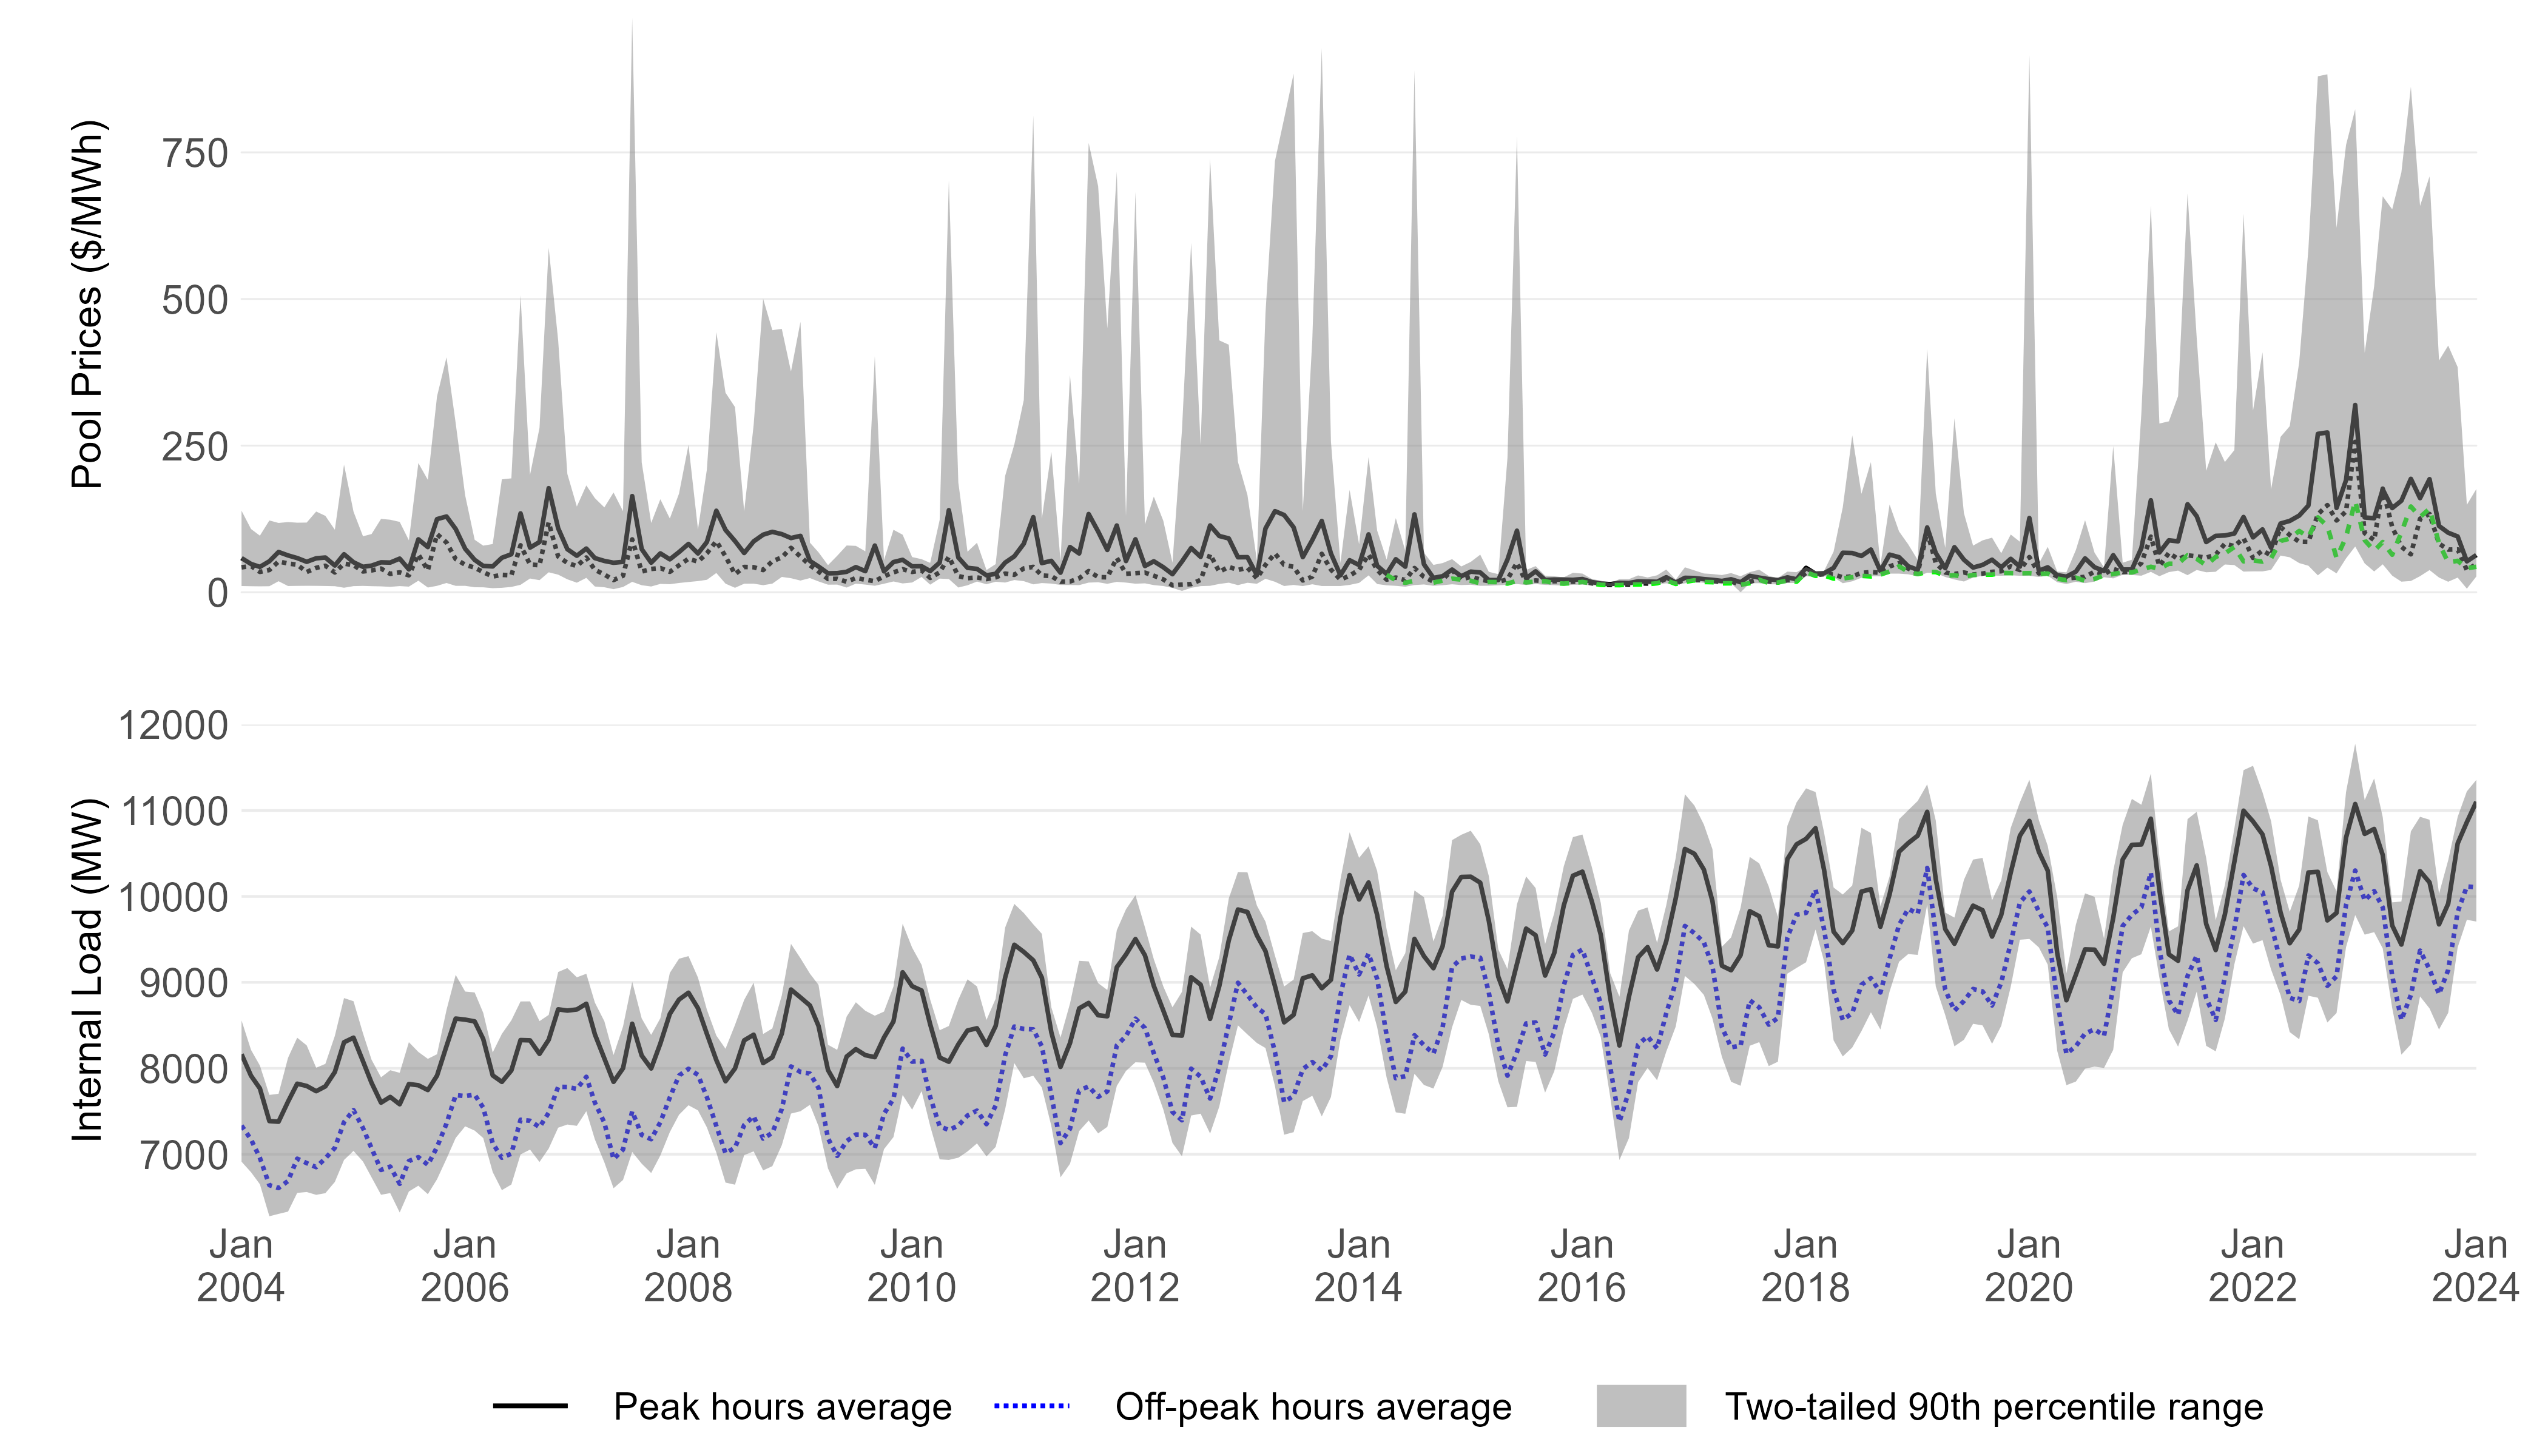 Pool Prices ($/MWh)
750
500
250
0
Internal Load (MW)
12000
11000
10000
9000
8000
7000
Jan Jan Jan Jan Jan Jan Jan Jan Jan Jan Jan
2004 2006 2008 2010 2012 2014 2016 2018 2020 2022 2024
Peak hours average Off-peak hours average Two-tailed 90th percentile range